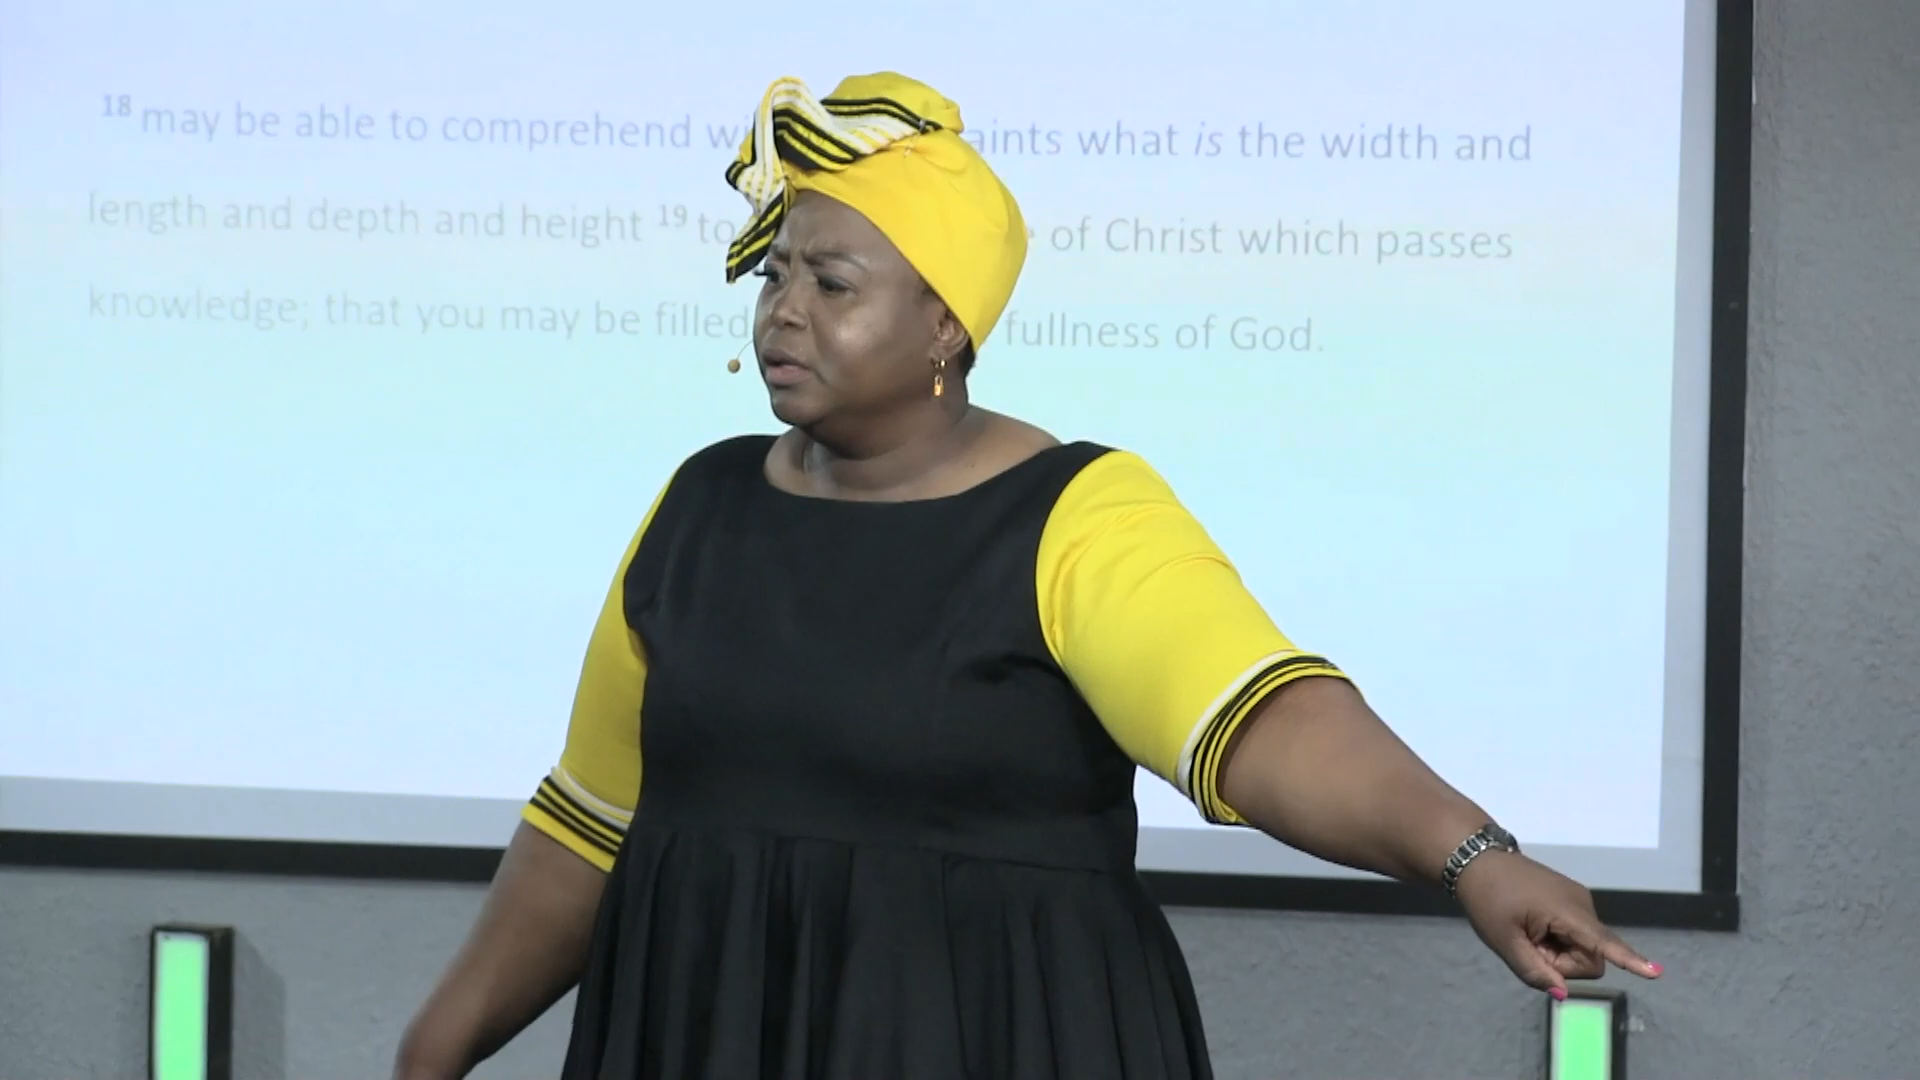 18 may be able to comprehend w aints what is the width and
length and depth and height 19 to of Christ which passes
knowledge; that you may be filled fullness of God.